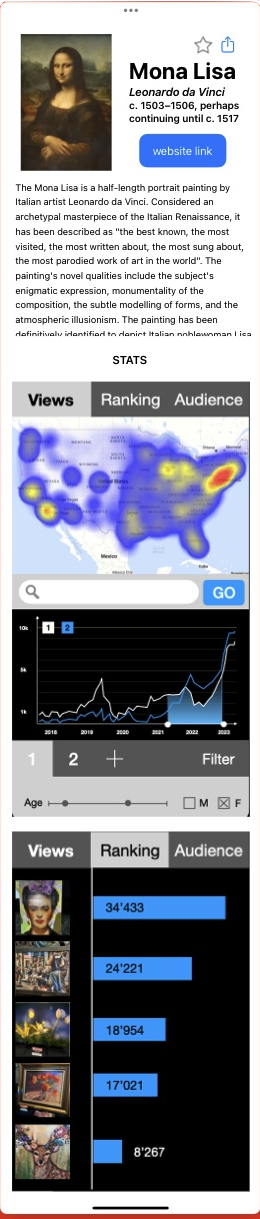 Mona Lisa
Leonardo da Vinci
c. 1503–1506, perhaps
continuing until c. 1517
website link
The Mona Lisa is a half-length portrait painting by
Italian artist Leonardo da Vinci. Considered an
archetypal masterpiece of the Italian Renaissance, it
has been described as "the best known, the most
visited, the most written about, the most sung about,
the most parodied work of art in the world". The
painting's novel qualities include the subject's
enigmatic expression, monumentality of the
composition, the subtle modelling of forms, and the
atmospheric illusionism. The painting has been
definitively identified to depict Italian noblewoman Lisa
STATS
Views Ranking Audience
United States
Mexico
Mexico City
Cuba
GO
10k
1 2
5k
1k
2018 2019 2020 2021 2022 2023
1 2 + Filter
Age M F
Views Ranking Audience
34'433
24'221
18'954
17'021
8'267